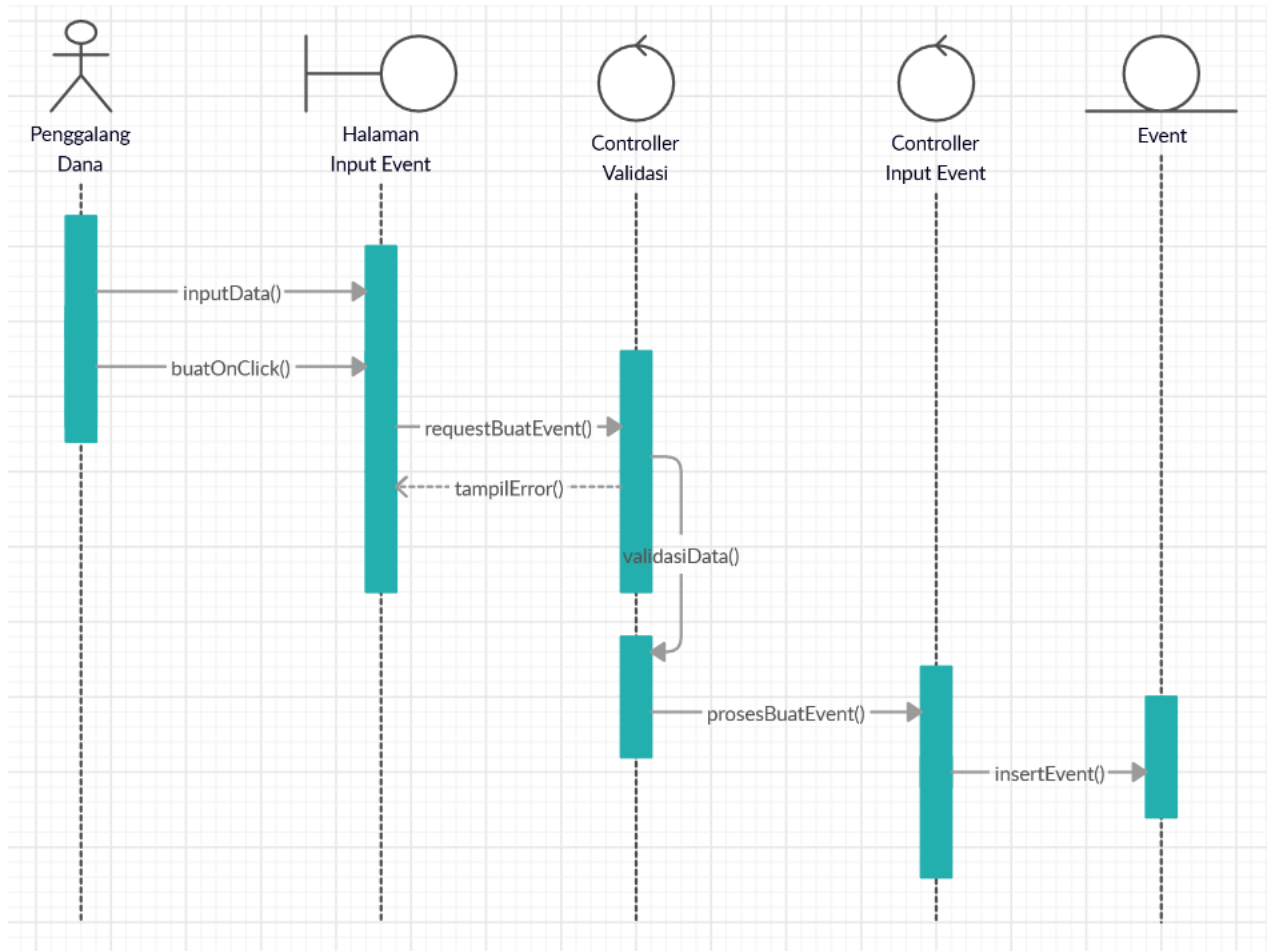 Penggalang
Dana
Halaman
Input Event
Controller
Validasi
Controller
Input Event
Event
inputData()
buatOnClick()
requestBuatEvent()
tampilError()
validasiData()
prosesBuatEvent()
insertEvent()